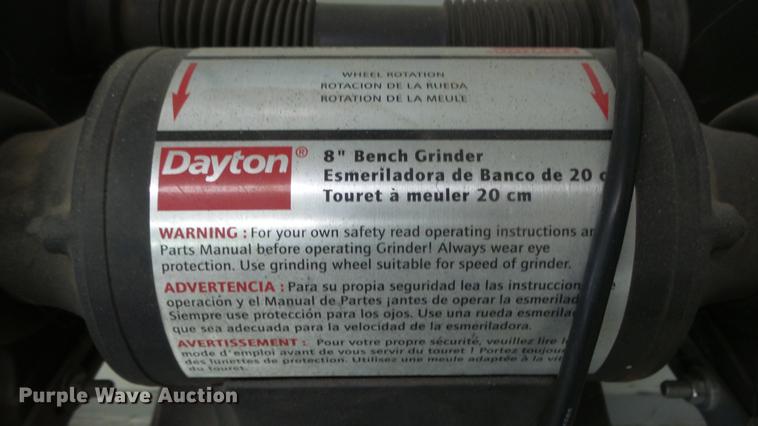 WHEEL ROTATION
ROTACION DE LA RUEDA
ROTATION DE LA MEULE
Dayton®
8" Bench Grinder
Esmeriladora de Banco de 20
Touret à meuler 20 cm
WARNING : For your own safety read operating instructions
Parts Manual before operating Grinder! Always wear eye
protection. Use grinding wheel suitable for speed of grinder.
ADVERTENCIA : Para su propia seguridad lea las
operación y el Manual de Partes ¡antes de operar la
Siempre use protección para los ojos. Use una rueda
que sea adecuada para la velocidad de la esmeriladora.
AVERTISSEMENT : Pour votre propre sécurité, veuillez lire
mode d'emploi avant de vous servir du touret ! Portez
des lunettes de protection. Utilisez une meule adaptée à la
du touret.
Purple Wave Auction